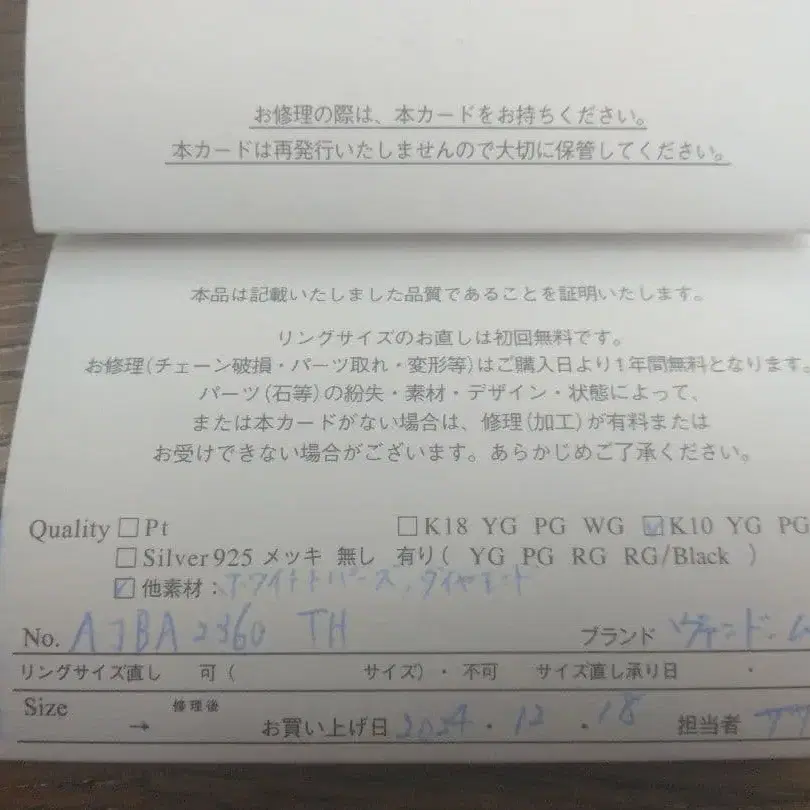 お修理の際は、本カードをお持ちください。
本カードは再発行いたしませんので大切に保管してください。
本品は記載いたしました品質であることを証明いたします。
リングサイズのお直しは初回無料です。
お修理(チェーン破損・パーツ取れ・変形等)はご購入日より1年間無料となります。
パーツ(石等)の紛失・素材・デザイン・状態によって、
または本カードがない場合は、修理(加工)が有料または
お受けできない場合がございます。あらかじめご了承ください。
Quality □Pt □K18 YG PG WG ☑K10 YG PG
□Silver925 メッキ 無し 有り( YG PG RG RG/Black )
☑他素材:ホワイトトパーズ、ダイヤモンド
No. AJBA2360 TH ブランド ヴァンドーム
リングサイズ直し 可( サイズ)・不可 サイズ直し承り日 ・
Size → 修理後 お買い上げ日 2024・12・18 担当者